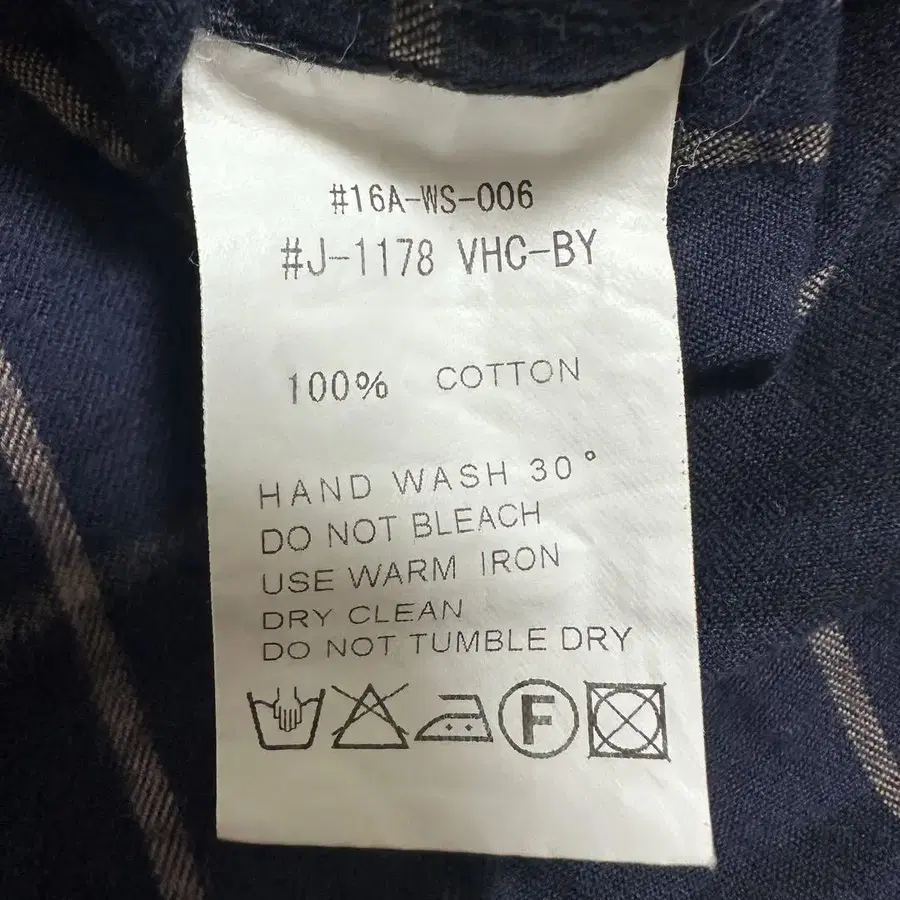 #16A-WS-006
#J-1178 VHC-BY
100% COTTON
HAND WASH 30°
DO NOT BLEACH
USE WARM IRON
DRY CLEAN
DO NOT TUMBLE DRY
F